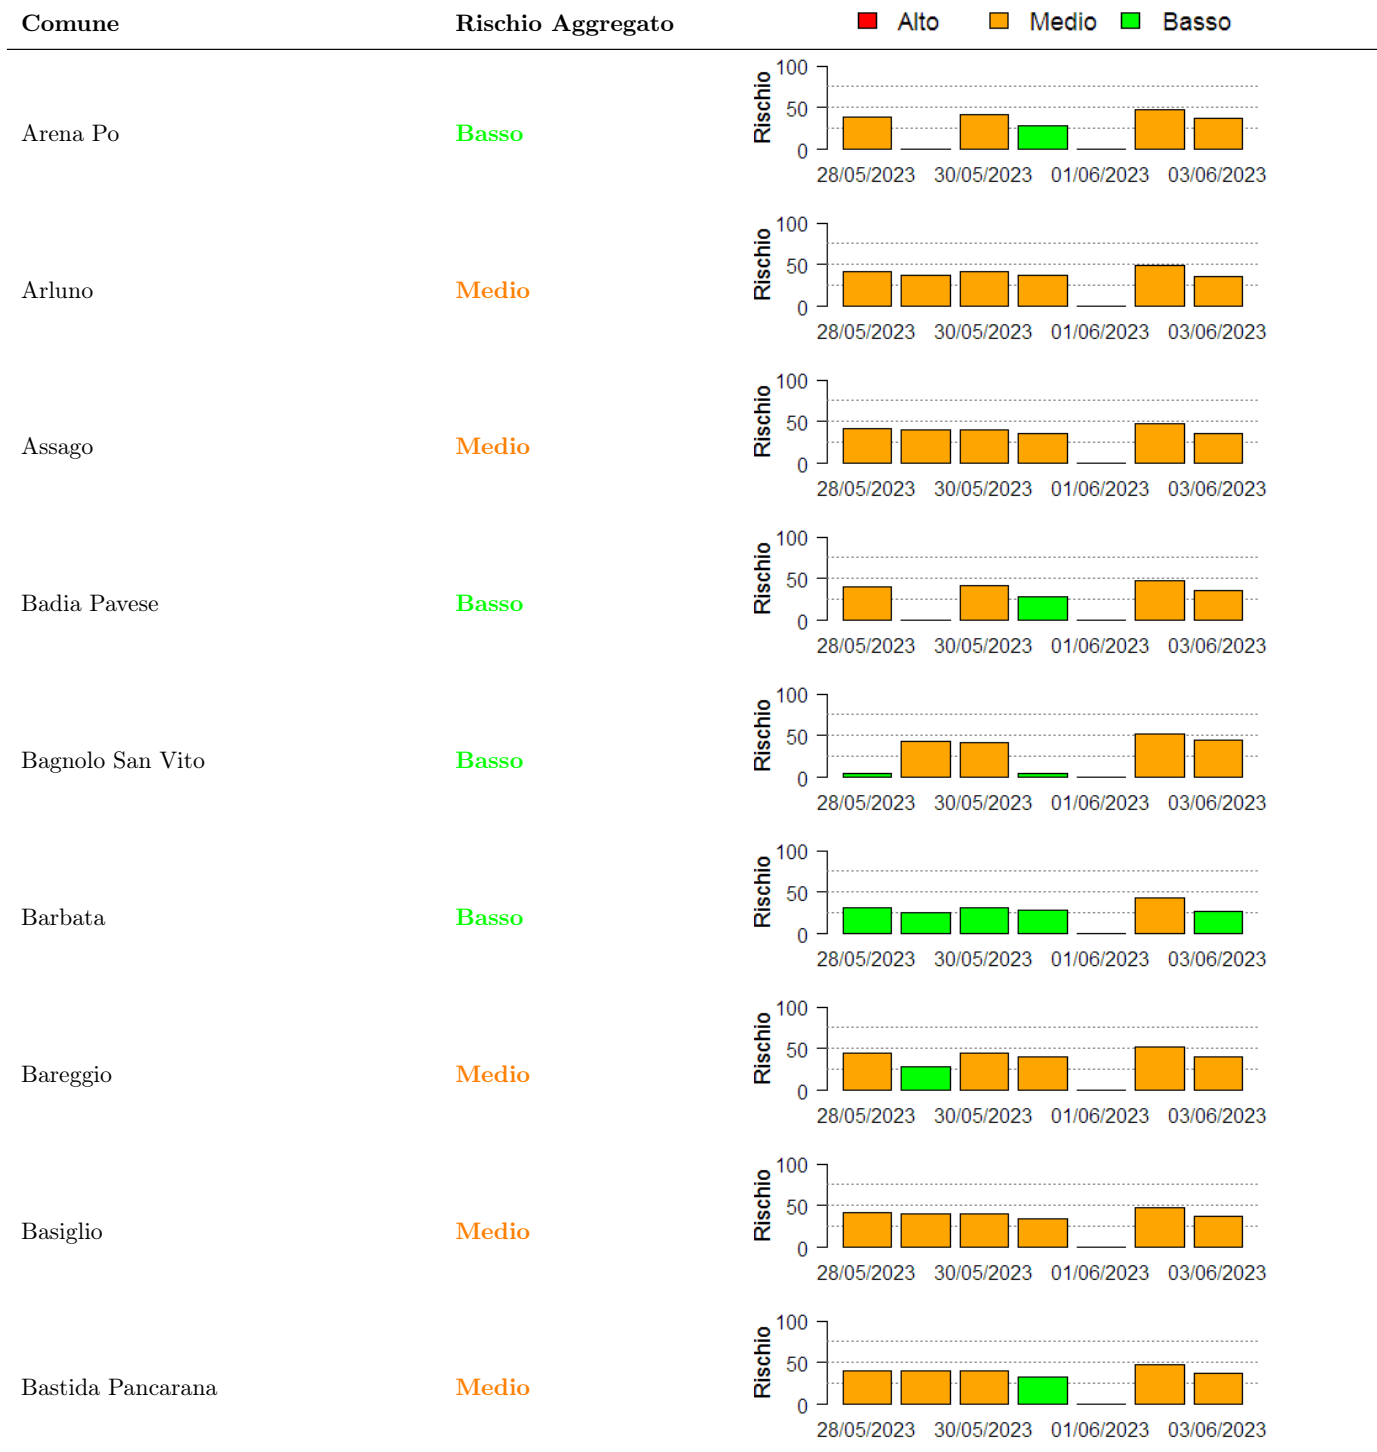 Comune Rischio Aggregato Alto Medio Basso
100
50
0
Rischio
Arena Po Basso
28/05/2023 30/05/2023 01/06/2023 03/06/2023
100
50
0
Rischio
Arluno Medio
28/05/2023 30/05/2023 01/06/2023 03/06/2023
100
50
0
Rischio
Assago Medio
28/05/2023 30/05/2023 01/06/2023 03/06/2023
100
50
0
Rischio
Badia Pavese Basso
28/05/2023 30/05/2023 01/06/2023 03/06/2023
100
50
0
Rischio
Bagnolo San Vito Basso
28/05/2023 30/05/2023 01/06/2023 03/06/2023
100
50
0
Rischio
Barbata Basso
28/05/2023 30/05/2023 01/06/2023 03/06/2023
100
50
0
Rischio
Bareggio Medio
28/05/2023 30/05/2023 01/06/2023 03/06/2023
100
50
0
Rischio
Basiglio Medio
28/05/2023 30/05/2023 01/06/2023 03/06/2023
100
50
0
Rischio
Bastida Pancarana Medio
28/05/2023 30/05/2023 01/06/2023 03/06/2023